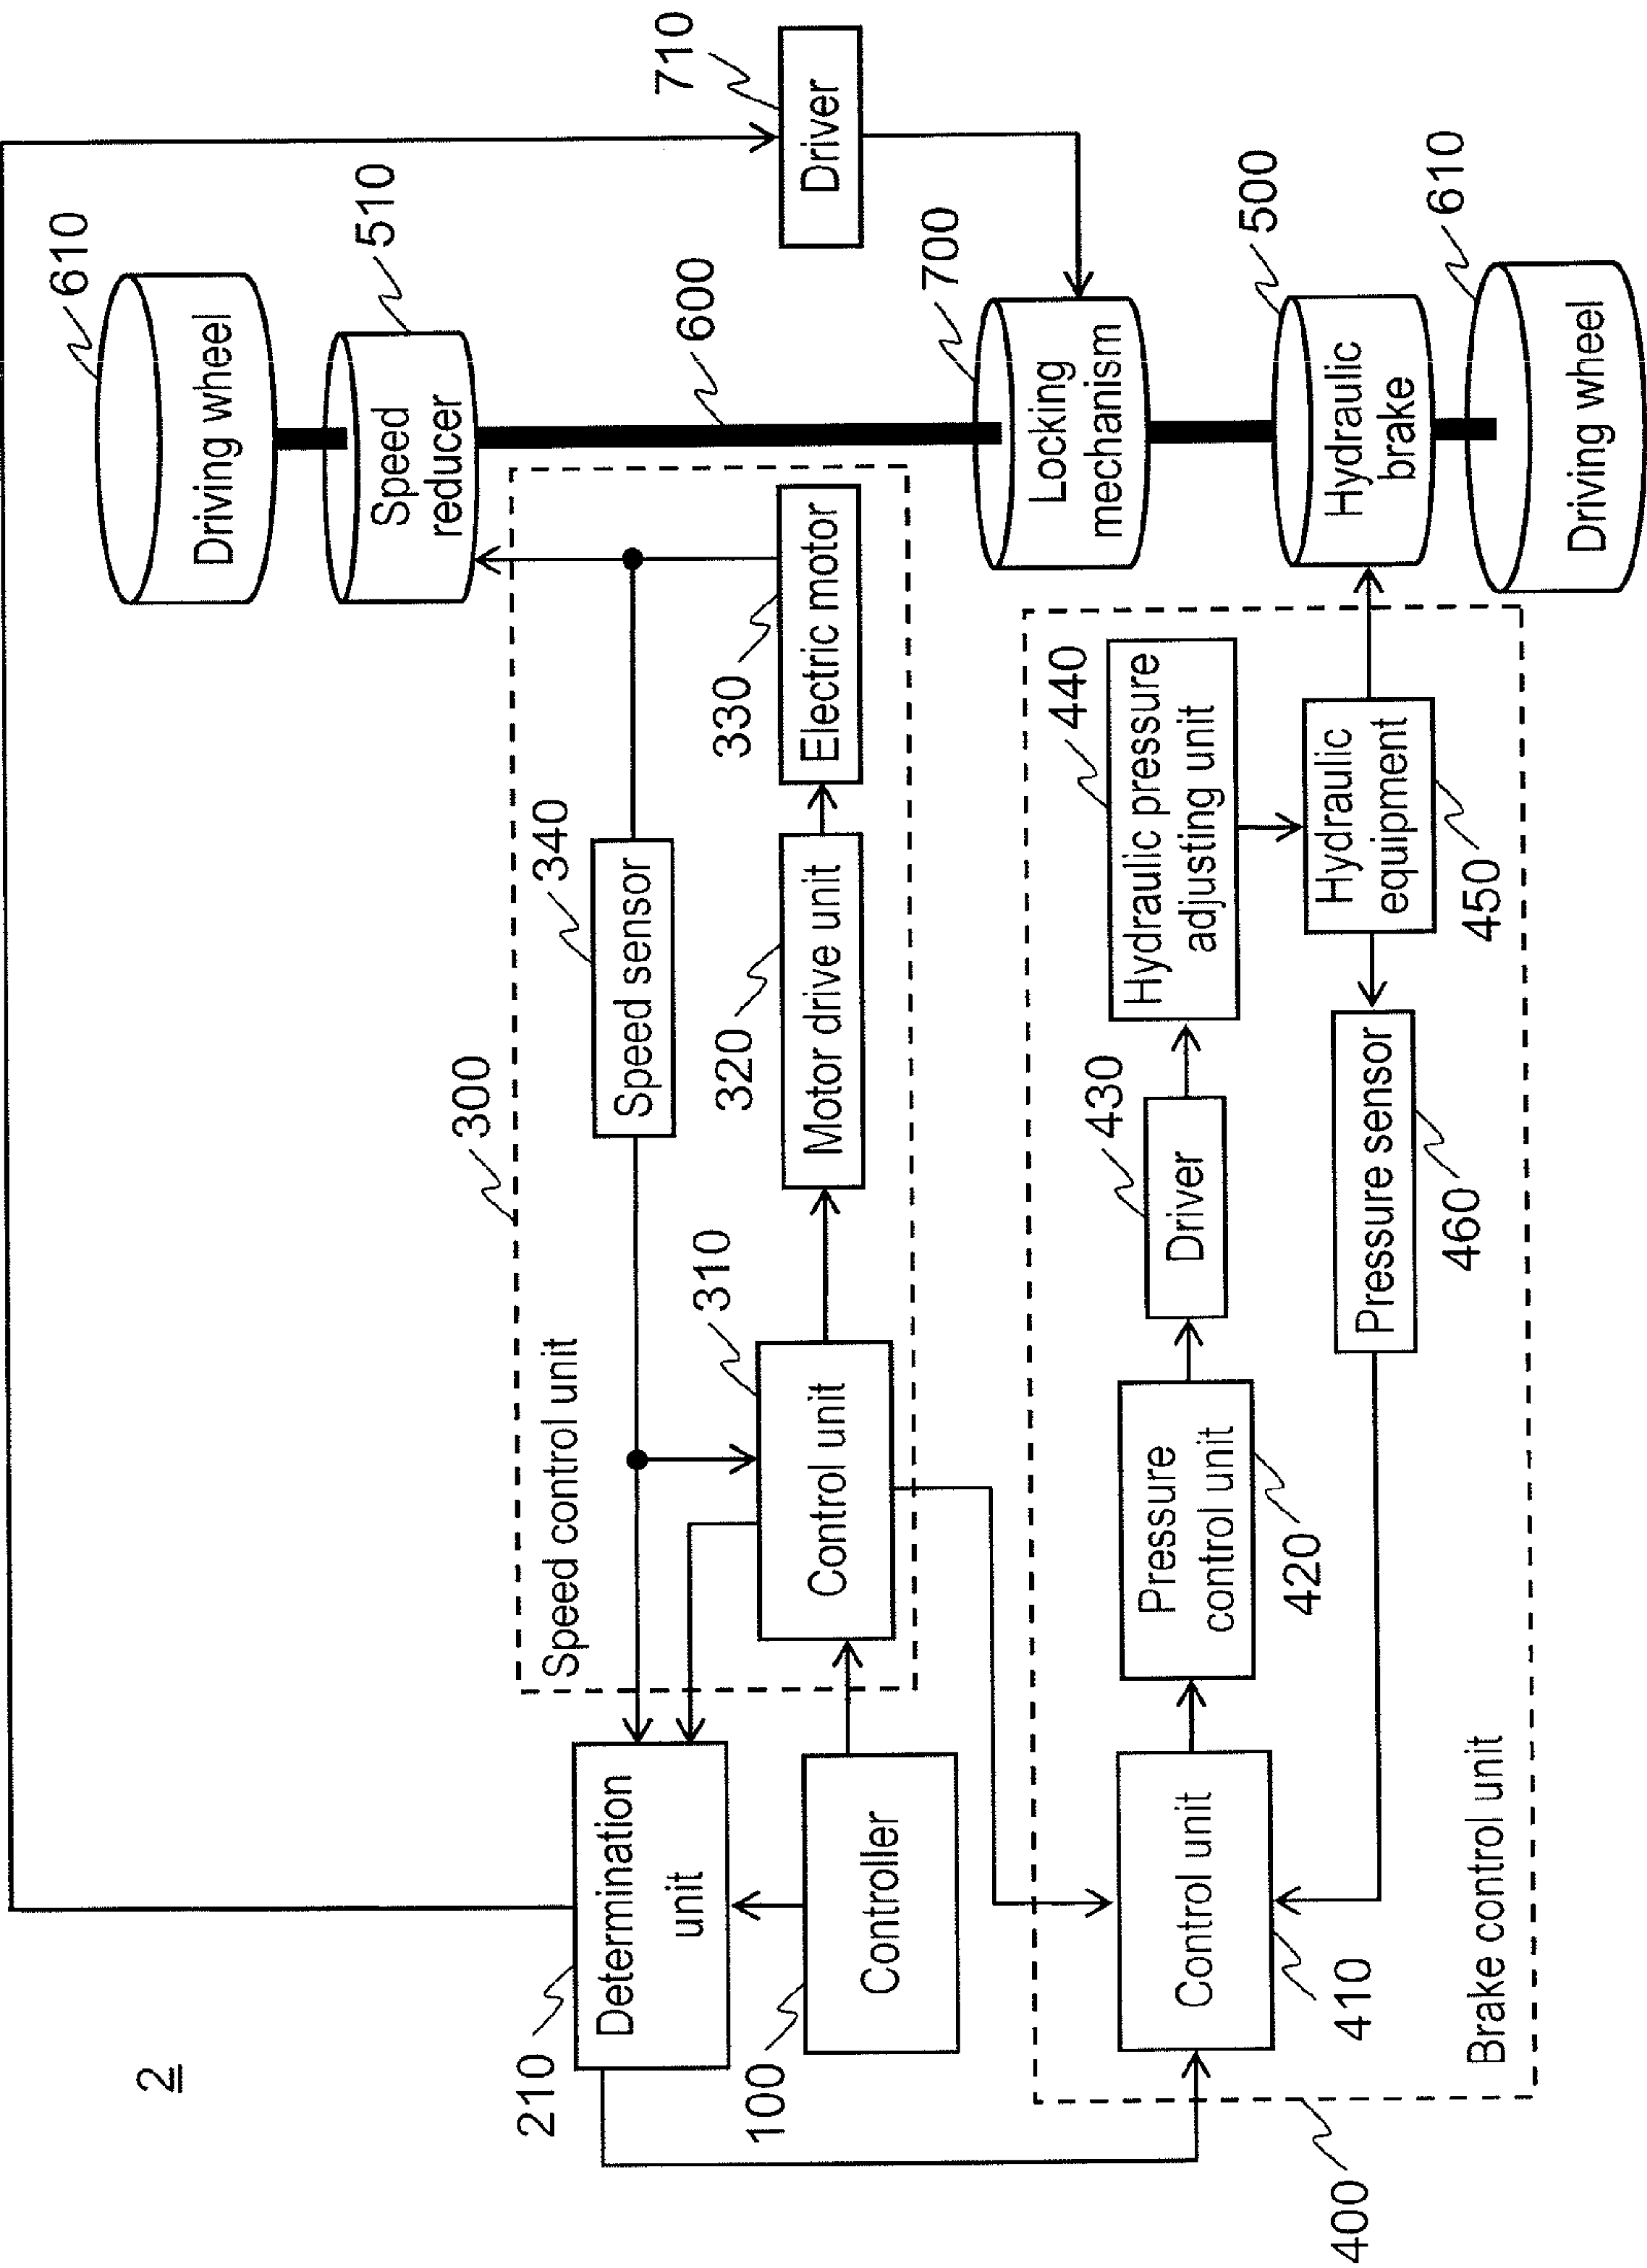 2
210
Determination
unit
100
Controller
300
Speed control unit
310
Control unit
340
Speed sensor
320
Motor drive unit
330
Electric motor
610
Driving wheel
510
Speed
reducer
600
710
Driver
700
Locking
mechanism
500
Hydraulic
brake
610
Driving wheel
400
Brake control unit
410
Control unit
420
Pressure
control unit
430
Driver
440
Hydraulic pressure
adjusting unit
450
Hydraulic
equipment
460
Pressure sensor